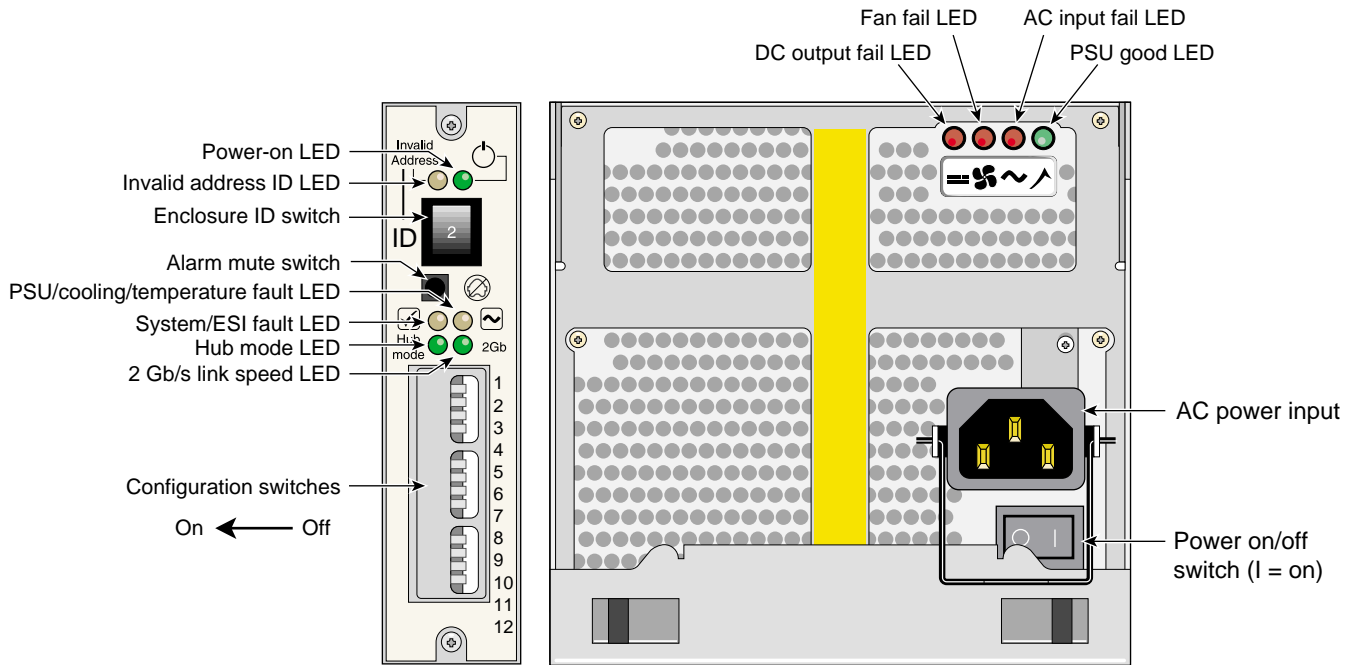 Fan fail LED
AC input fail LED
DC output fail LED
PSU good LED
Power-on LED
Invalid address ID LED
Enclosure ID switch
Alarm mute switch
PSU/cooling/temperature fault LED
System/ESI fault LED
Hub mode LED
2 Gb/s link speed LED
Configuration switches
On
Off
Invalid
Address
ID
2
Hub
mode
2Gb
1
2
3
4
5
6
7
8
9
10
11
12
O I
AC power input
Power on/off
switch (I = on)